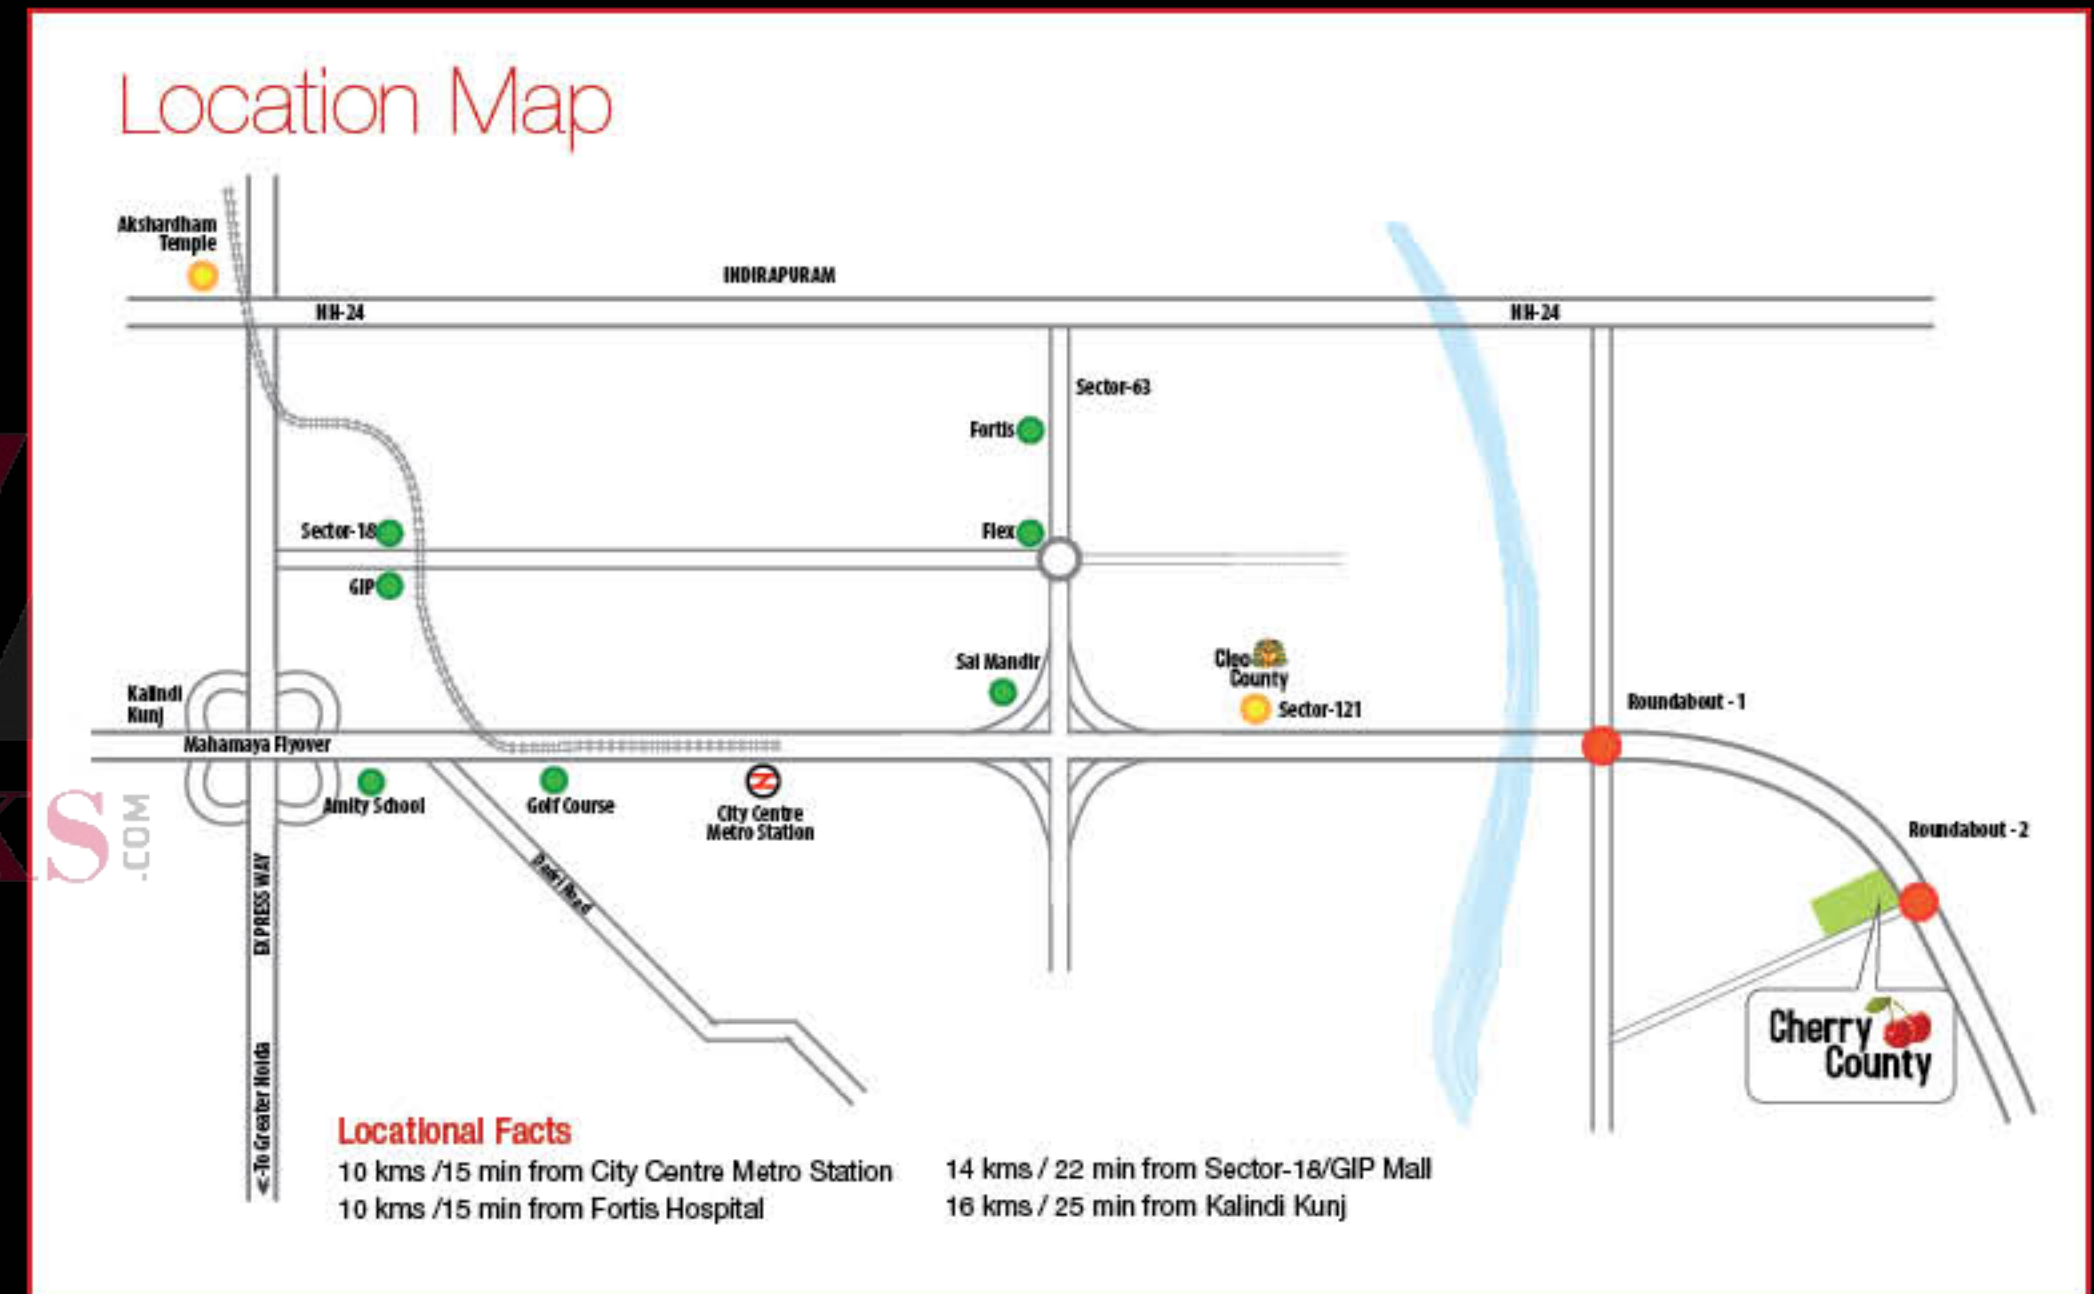 Location Map
Akshardham
Temple
INDIRAPURAM
NH-24
NH-24
Sector-63
Fortis
Sector-18
Flex
GIP
Sai Mandir
Cleo
County
Sector-121
Kalindi
Kunj
Roundabout - 1
Mahamaya Flyover
Amity School
Golf Course
City Centre
Metro Station
Roundabout - 2
Dadri Road
EXPRESS WAY
<-To Greater Noida
Cherry
County
Locational Facts
10 kms /15 min from City Centre Metro Station
10 kms /15 min from Fortis Hospital
14 kms / 22 min from Sector-18/GIP Mall
16 kms / 25 min from Kalindi Kunj
.COM